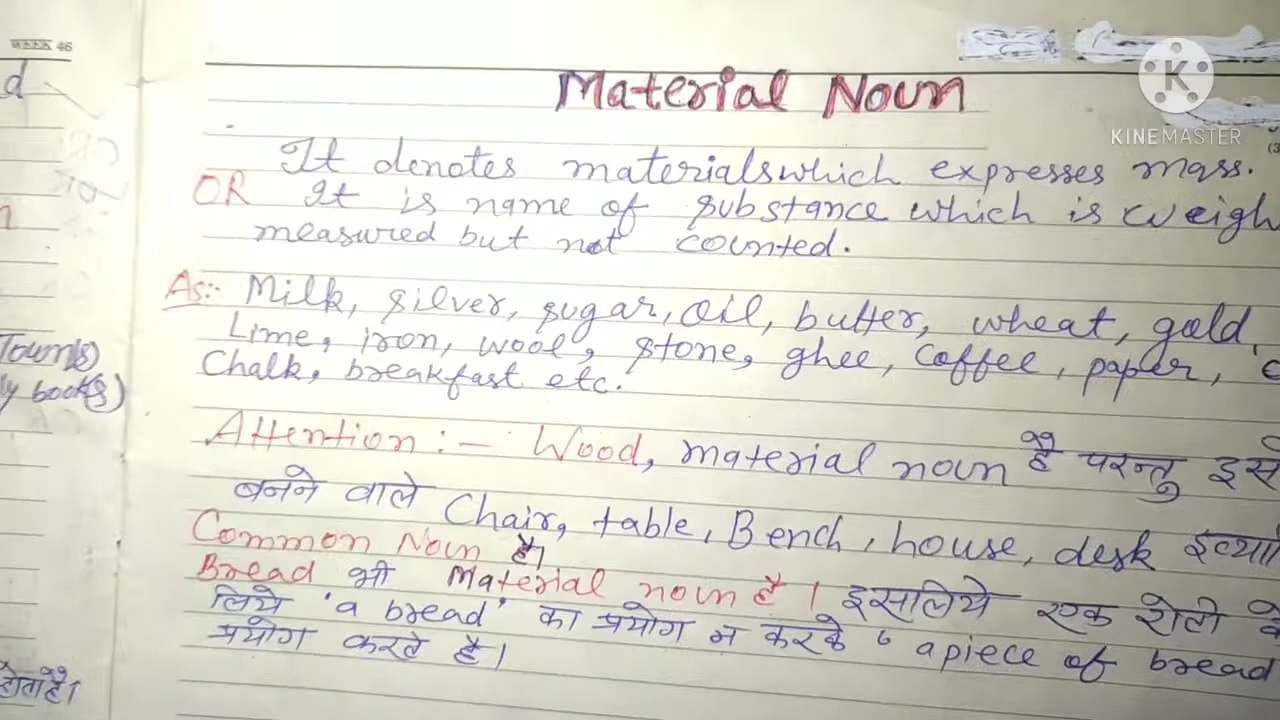 WEEK 46
d
Material Noun
KINEMASTER
It denotes materials which expresses mass.
OR It is name of substance which is weigh
measured but not counted.
As:- Milk, silver, sugar, oil, butter, wheat, gold,
Lime, iron, wool, stone, ghee, Coffee, paper,
Chalk, breakfast etc.
Towns)
y books)
Attention :- Wood, material noun है परन्तु इसे
बनने वाले Chair, table, Bench, house, desk इत्या
Common Noun है।
Bread भी Material noun है। इसलिये एक रोटी के
लिये 'a bread' का प्रयोग न करके 'a piece of bread
प्रयोग करते है।
होता है।